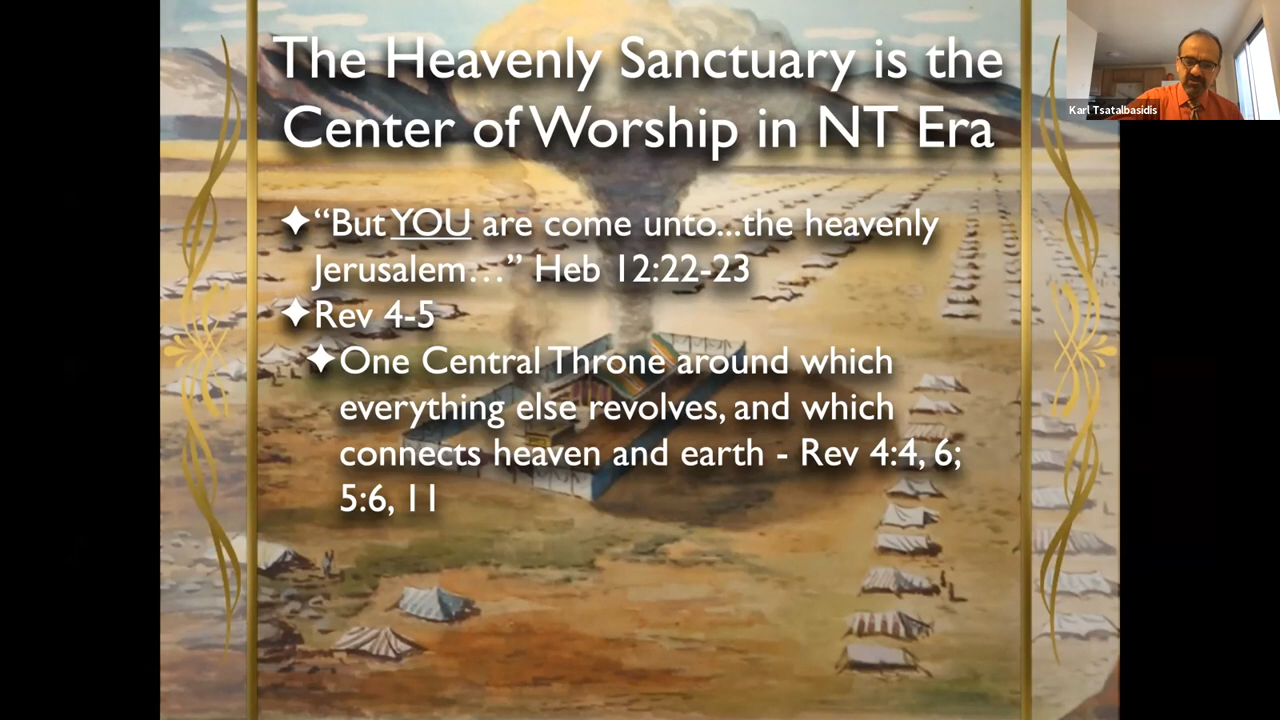 The Heavenly Sanctuary is the
Center of Worship in NT Era
✦“But YOU are come unto...the heavenly
Jerusalem…” Heb 12:22-23
✦Rev 4-5
✦One Central Throne around which
everything else revolves, and which
connects heaven and earth - Rev 4:4, 6;
5:6, 11
Karl Tsatalbasidis